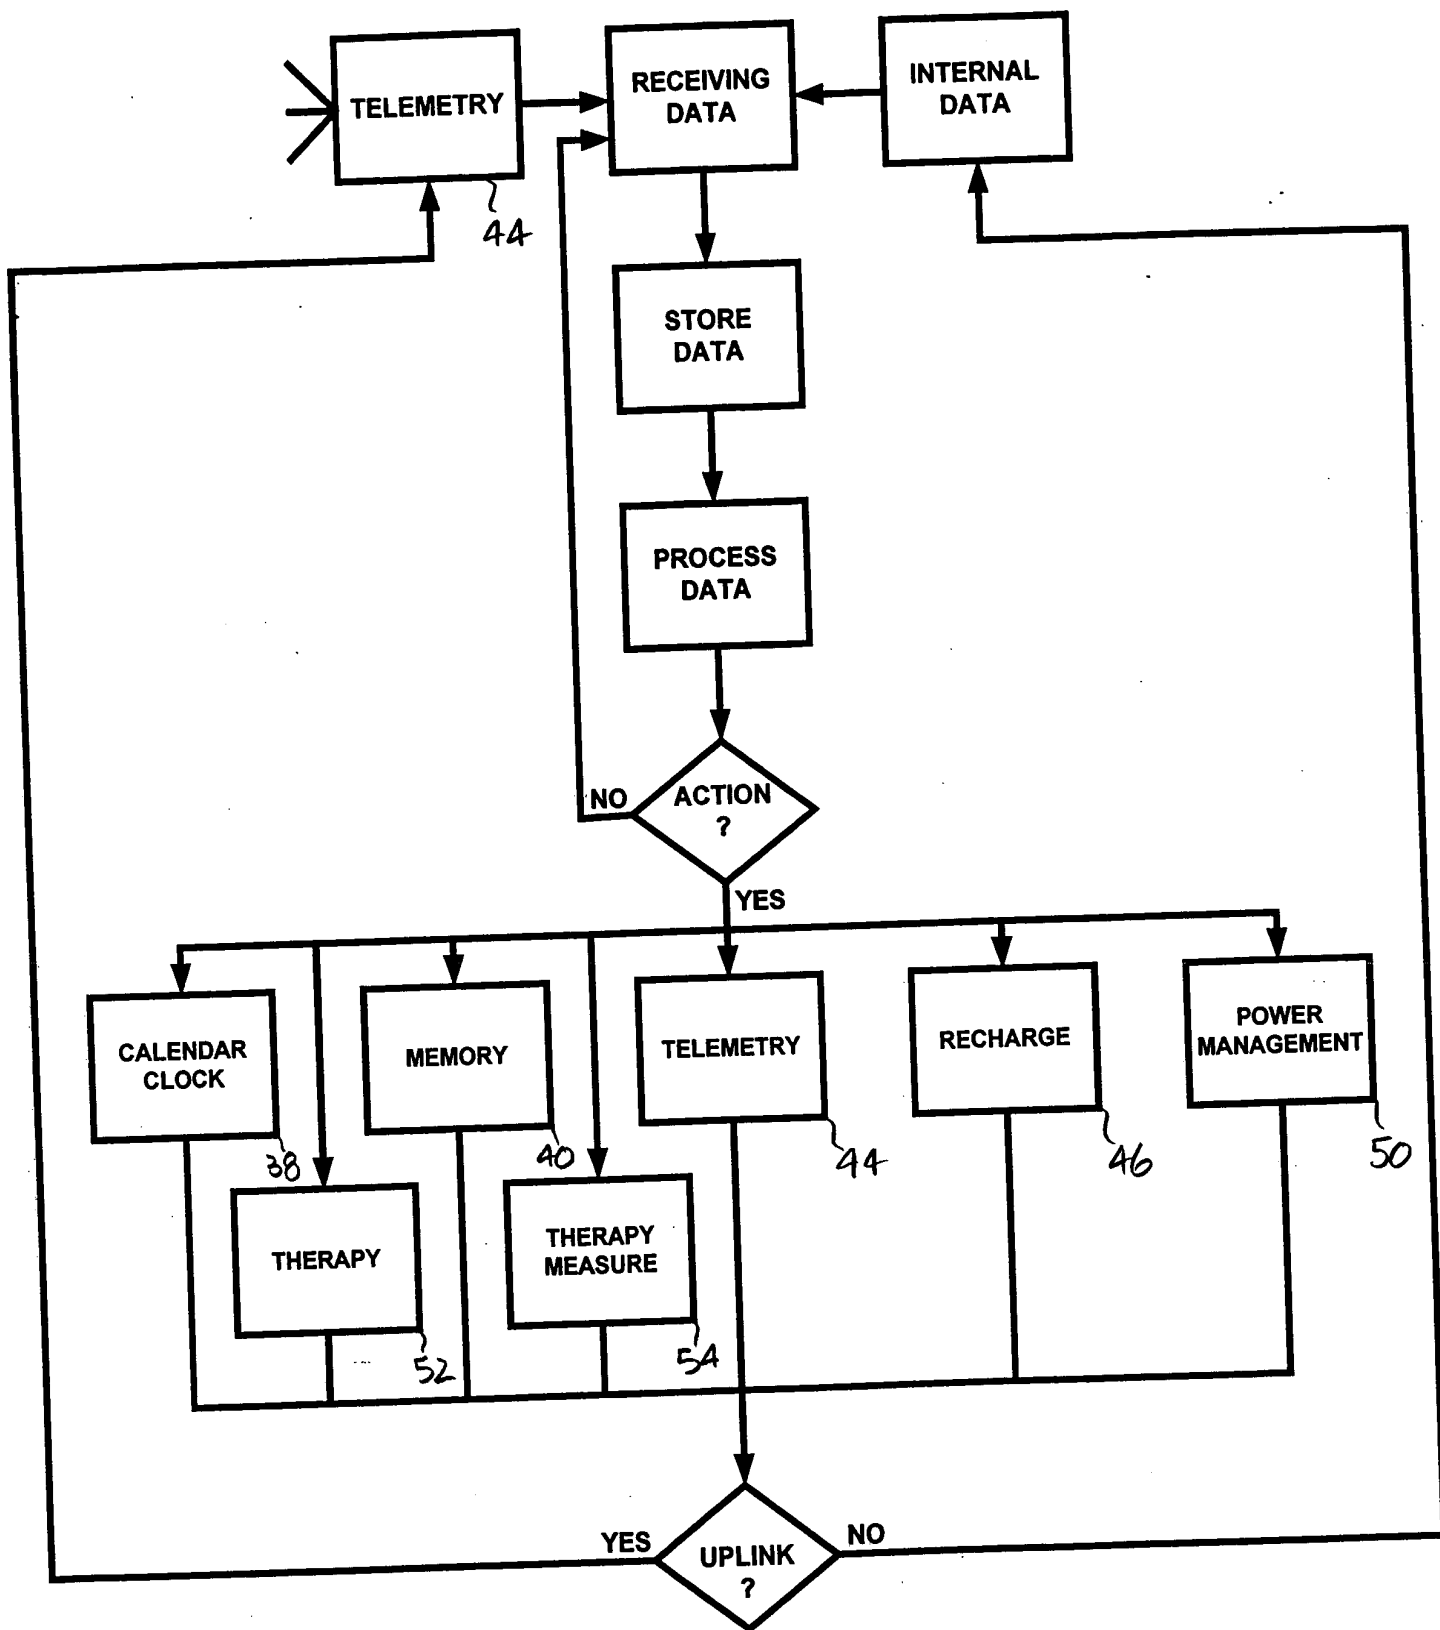 TELEMETRY
RECEIVING
DATA
INTERNAL
DATA
44
STORE
DATA
PROCESS
DATA
NO
ACTION
?
YES
CALENDAR
CLOCK
MEMORY
TELEMETRY
RECHARGE
POWER
MANAGEMENT
38
40
44
46
50
THERAPY
THERAPY
MEASURE
52
54
YES
UPLINK
?
NO